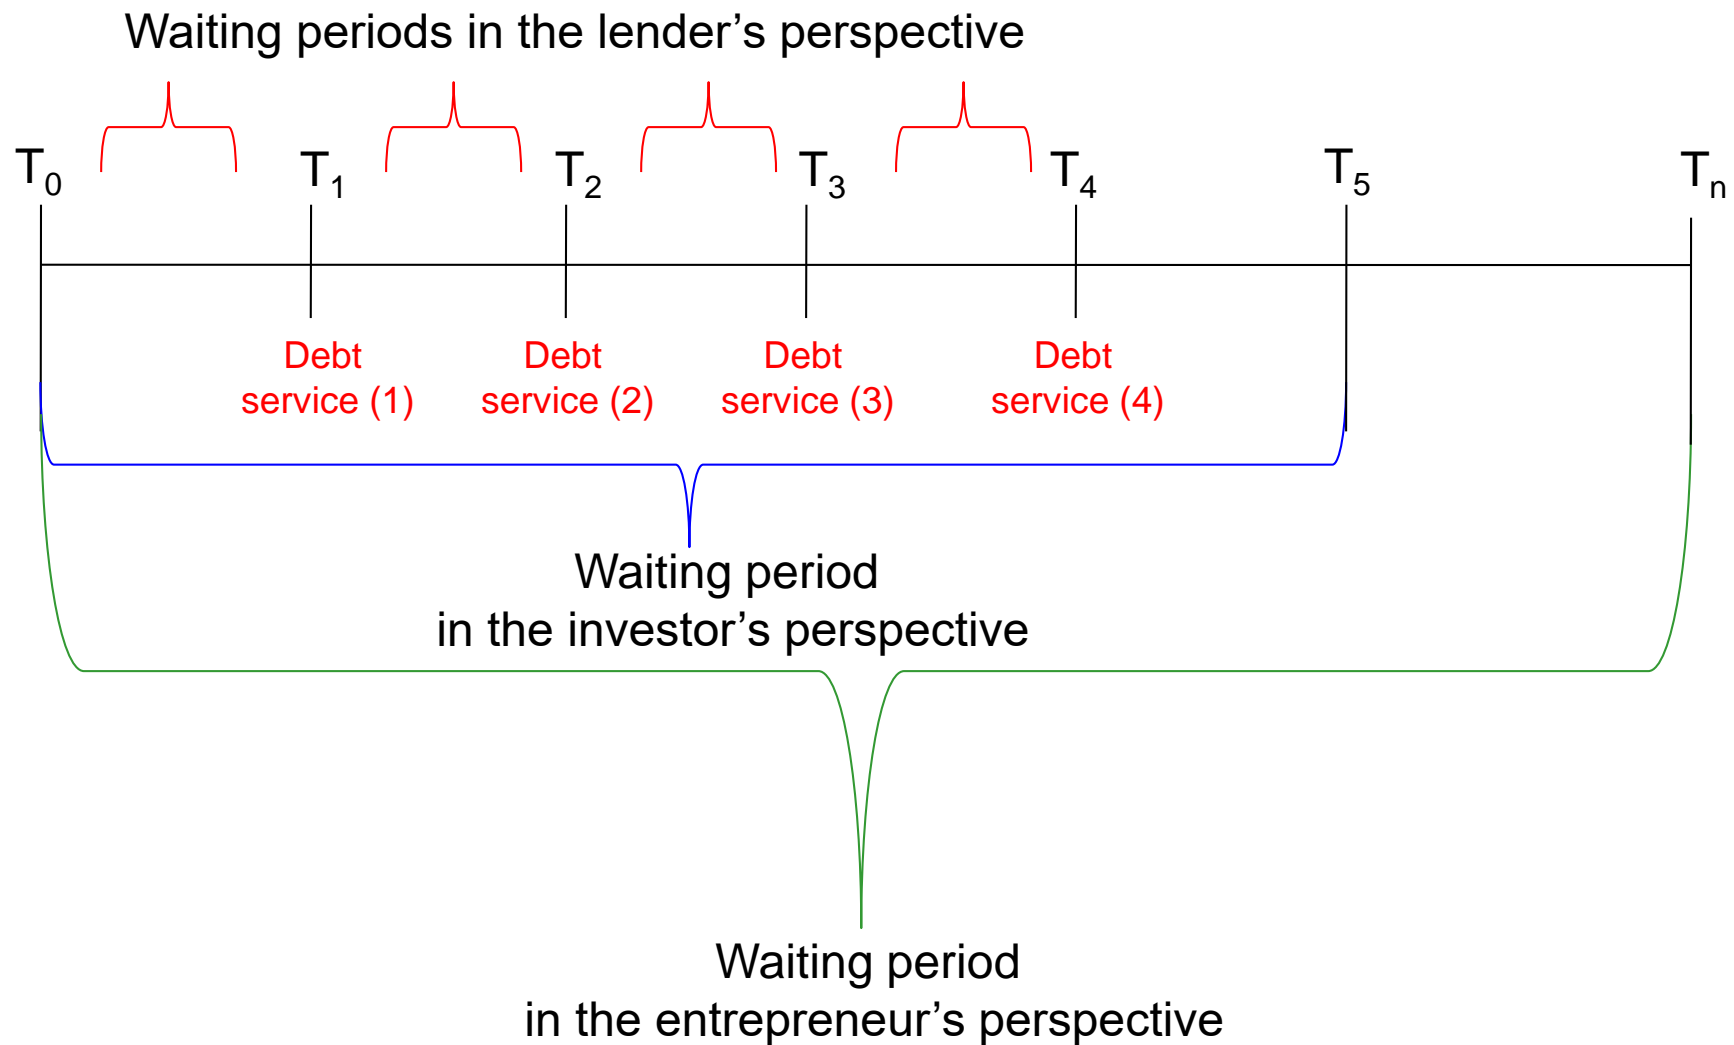 Waiting periods in the lender’s perspective
T₀ T₁ T₂ T₃ T₄ T₅ Tₙ
Debt Debt Debt Debt
service (1) service (2) service (3) service (4)
Waiting period
in the investor’s perspective
Waiting period
in the entrepreneur’s perspective